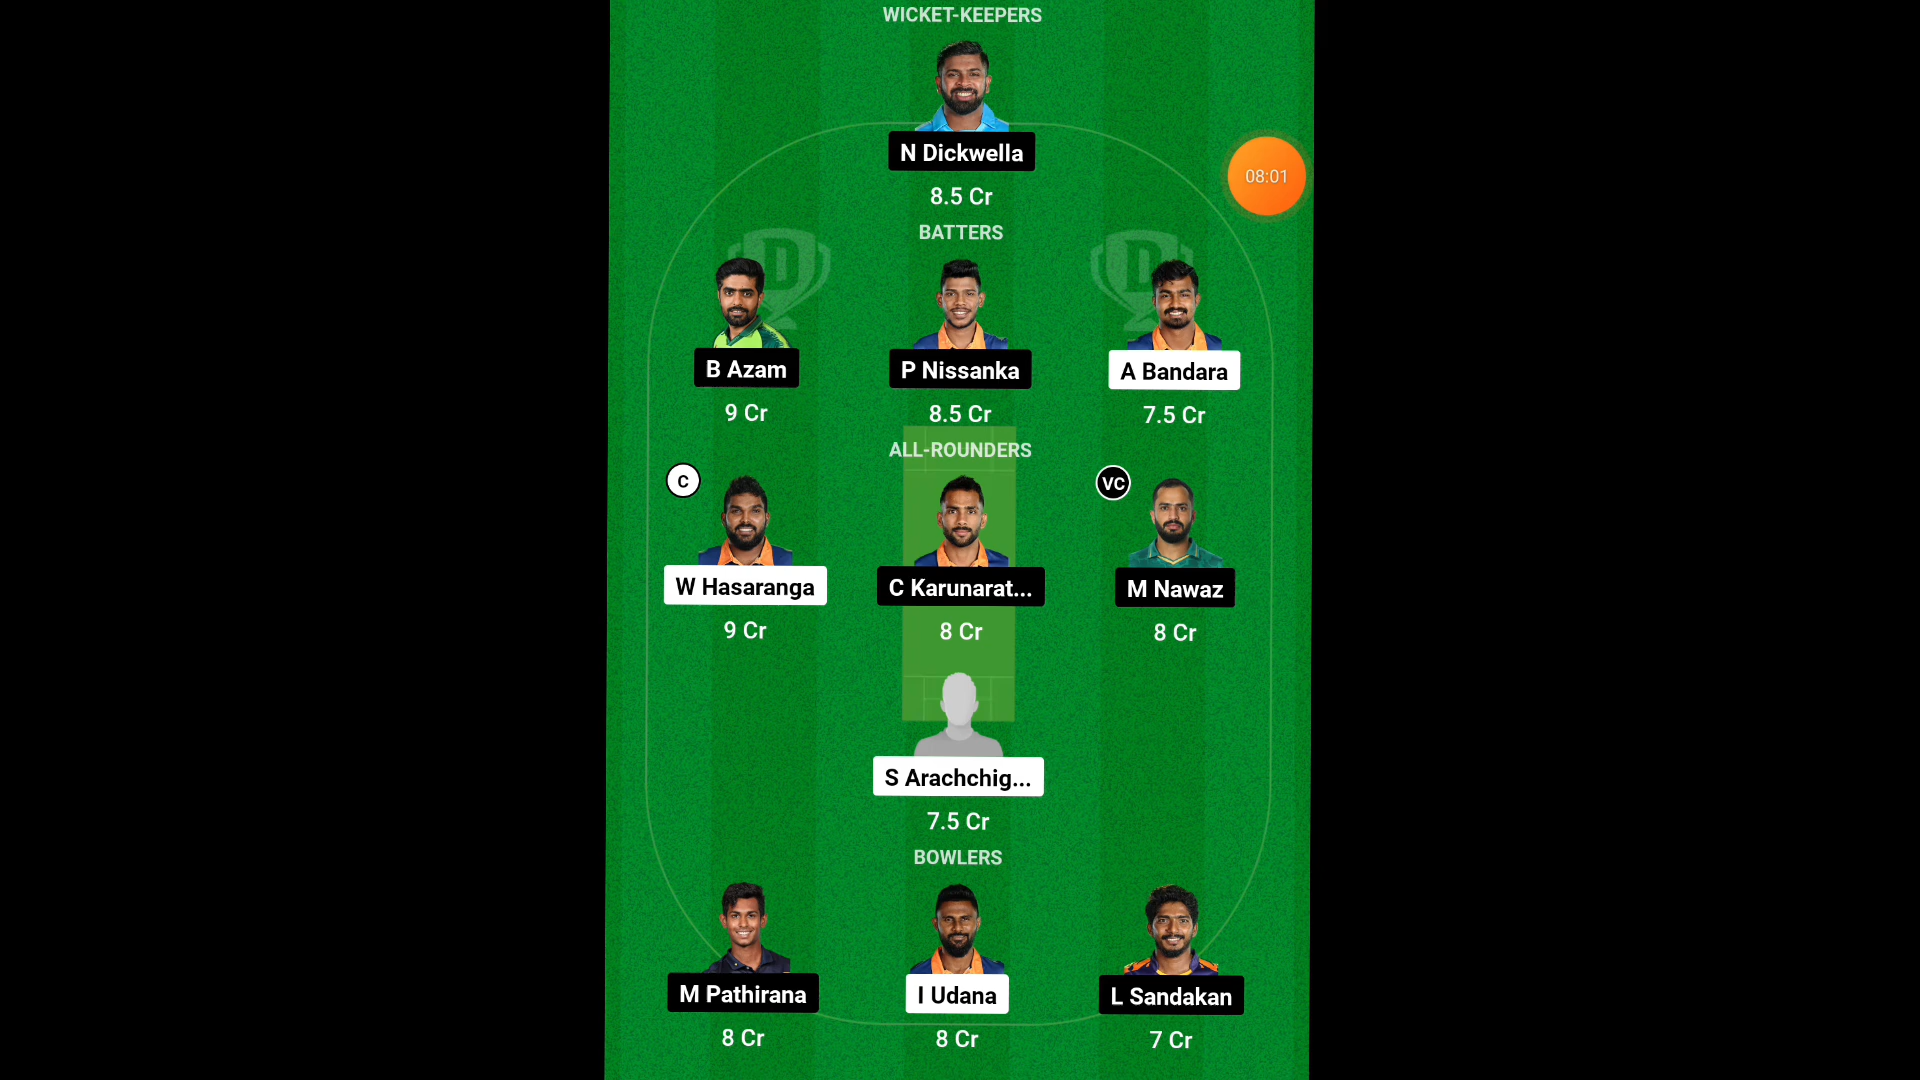 WICKET-KEEPERS
N Dickwella
8.5 Cr
08:01
BATTERS
D D
B Azam P Nissanka A Bandara
9 Cr 8.5 Cr 7.5 Cr
ALL-ROUNDERS
C VC
W Hasaranga C Karunarat... M Nawaz
9 Cr 8 Cr 8 Cr
S Arachchig...
7.5 Cr
BOWLERS
M Pathirana I Udana L Sandakan
8 Cr 8 Cr 7 Cr